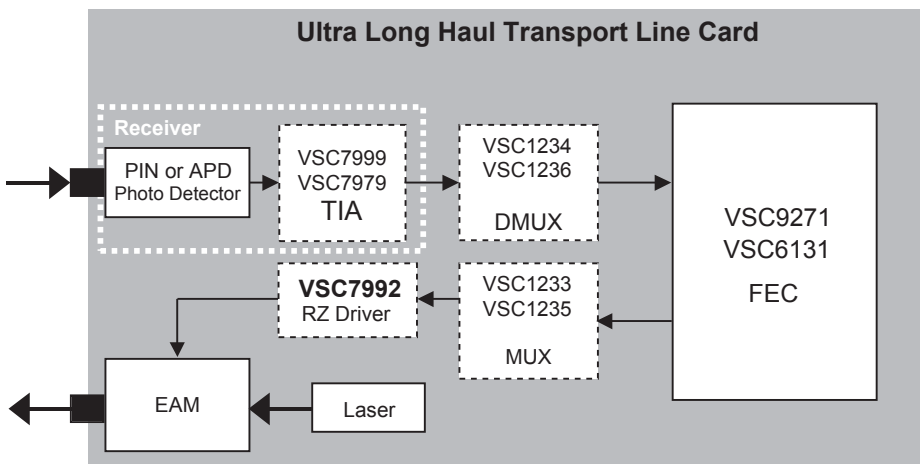 Ultra Long Haul Transport Line Card
Receiver
PIN or APD
Photo Detector
VSC7999
VSC7979
TIA
VSC1234
VSC1236
DMUX
VSC9271
VSC6131
FEC
VSC7992
RZ Driver
VSC1233
VSC1235
MUX
EAM
Laser